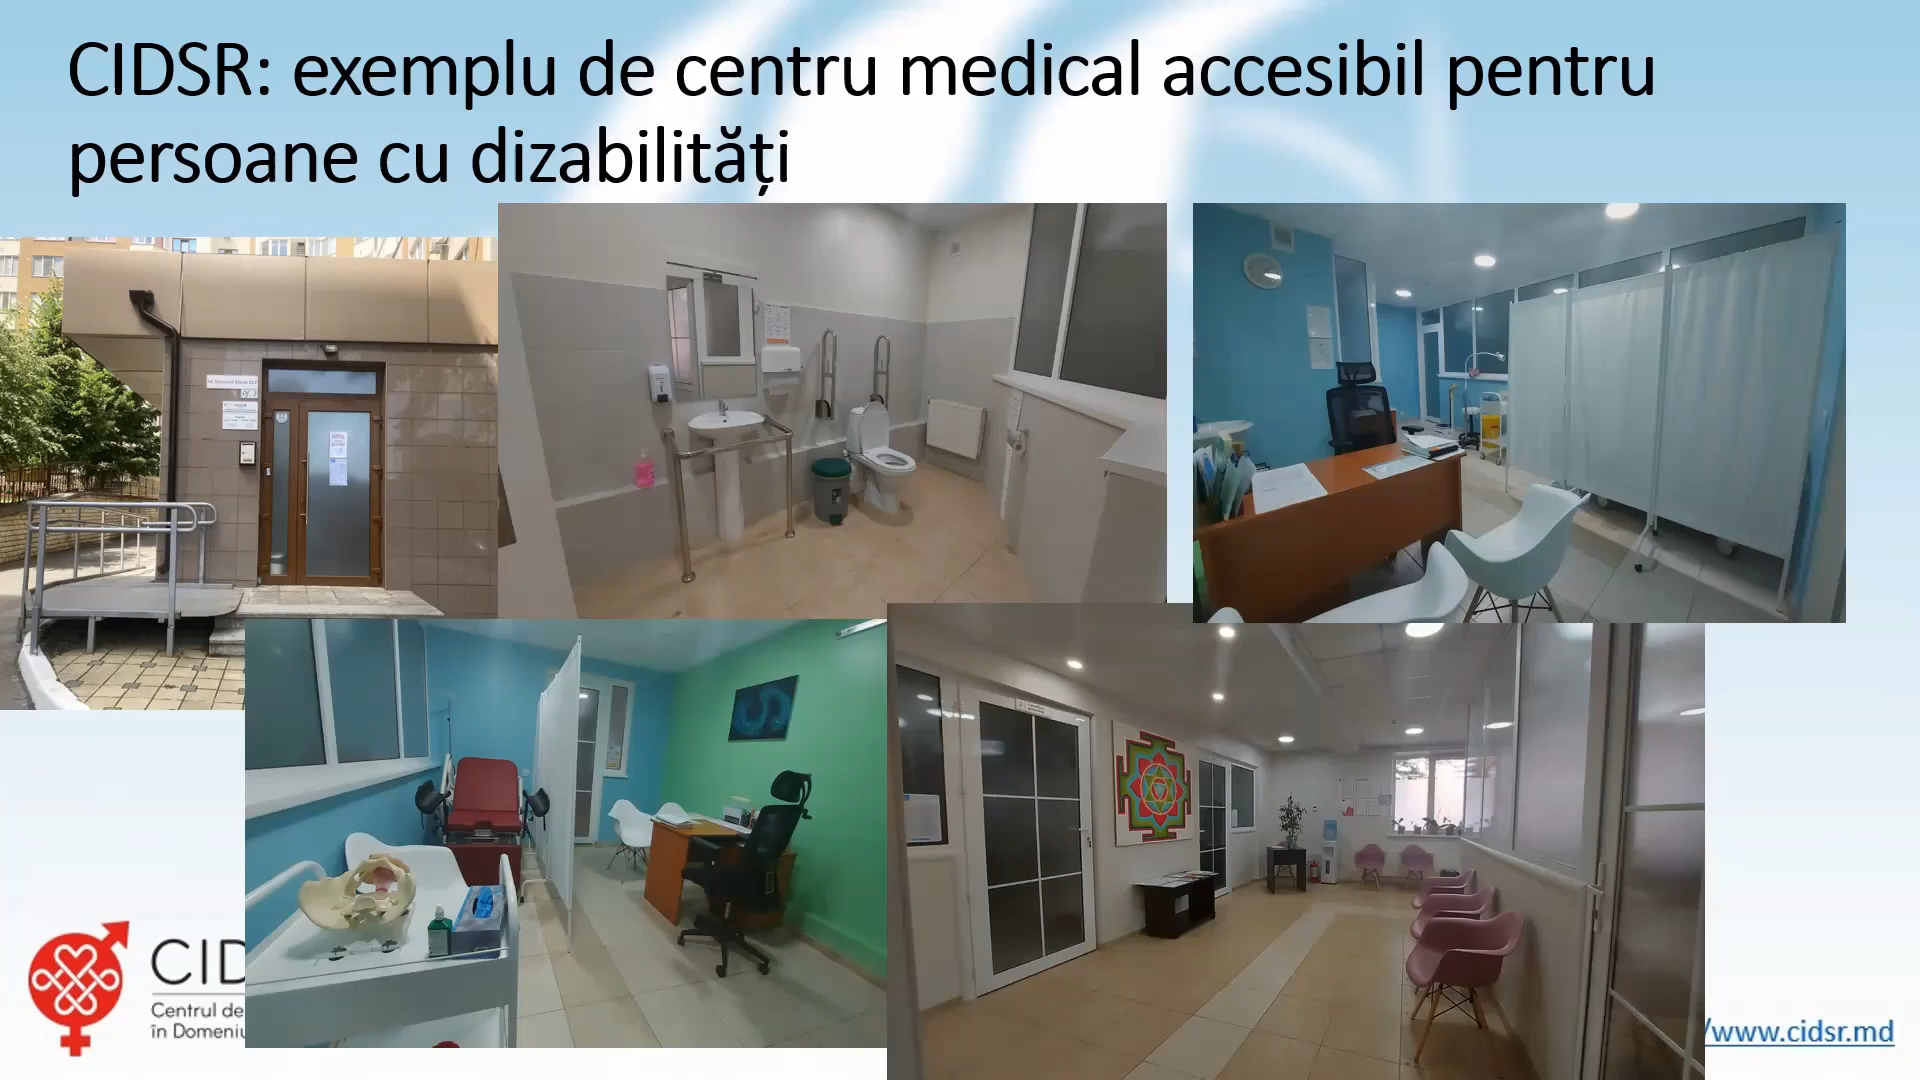 CIDSR: exemplu de centru medical accesibil pentru
persoane cu dizabilități
CID
Centrul de
în Domeniu
/www.cidsr.md